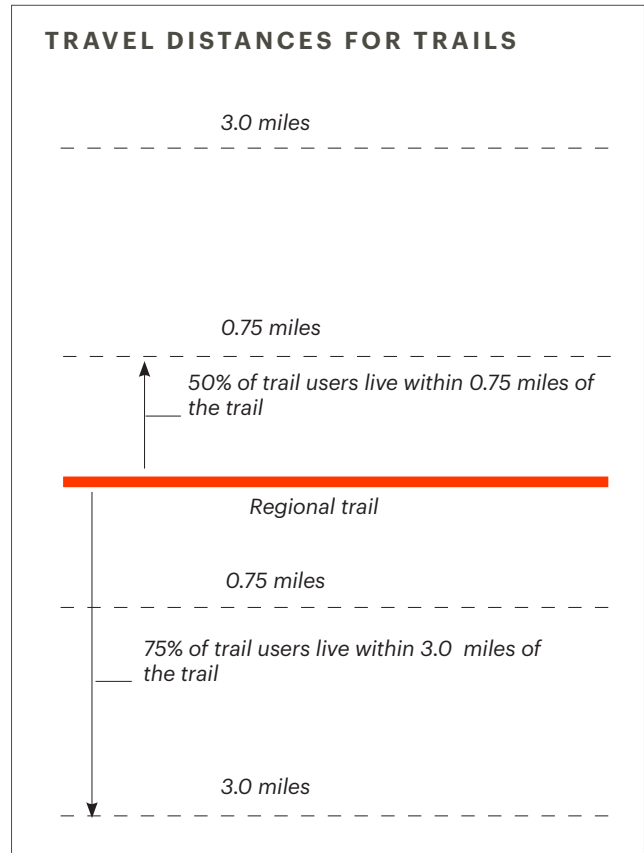 TRAVEL DISTANCES FOR TRAILS
3.0 miles
0.75 miles
50% of trail users live within 0.75 miles of
the trail
Regional trail
0.75 miles
75% of trail users live within 3.0 miles of
the trail
3.0 miles